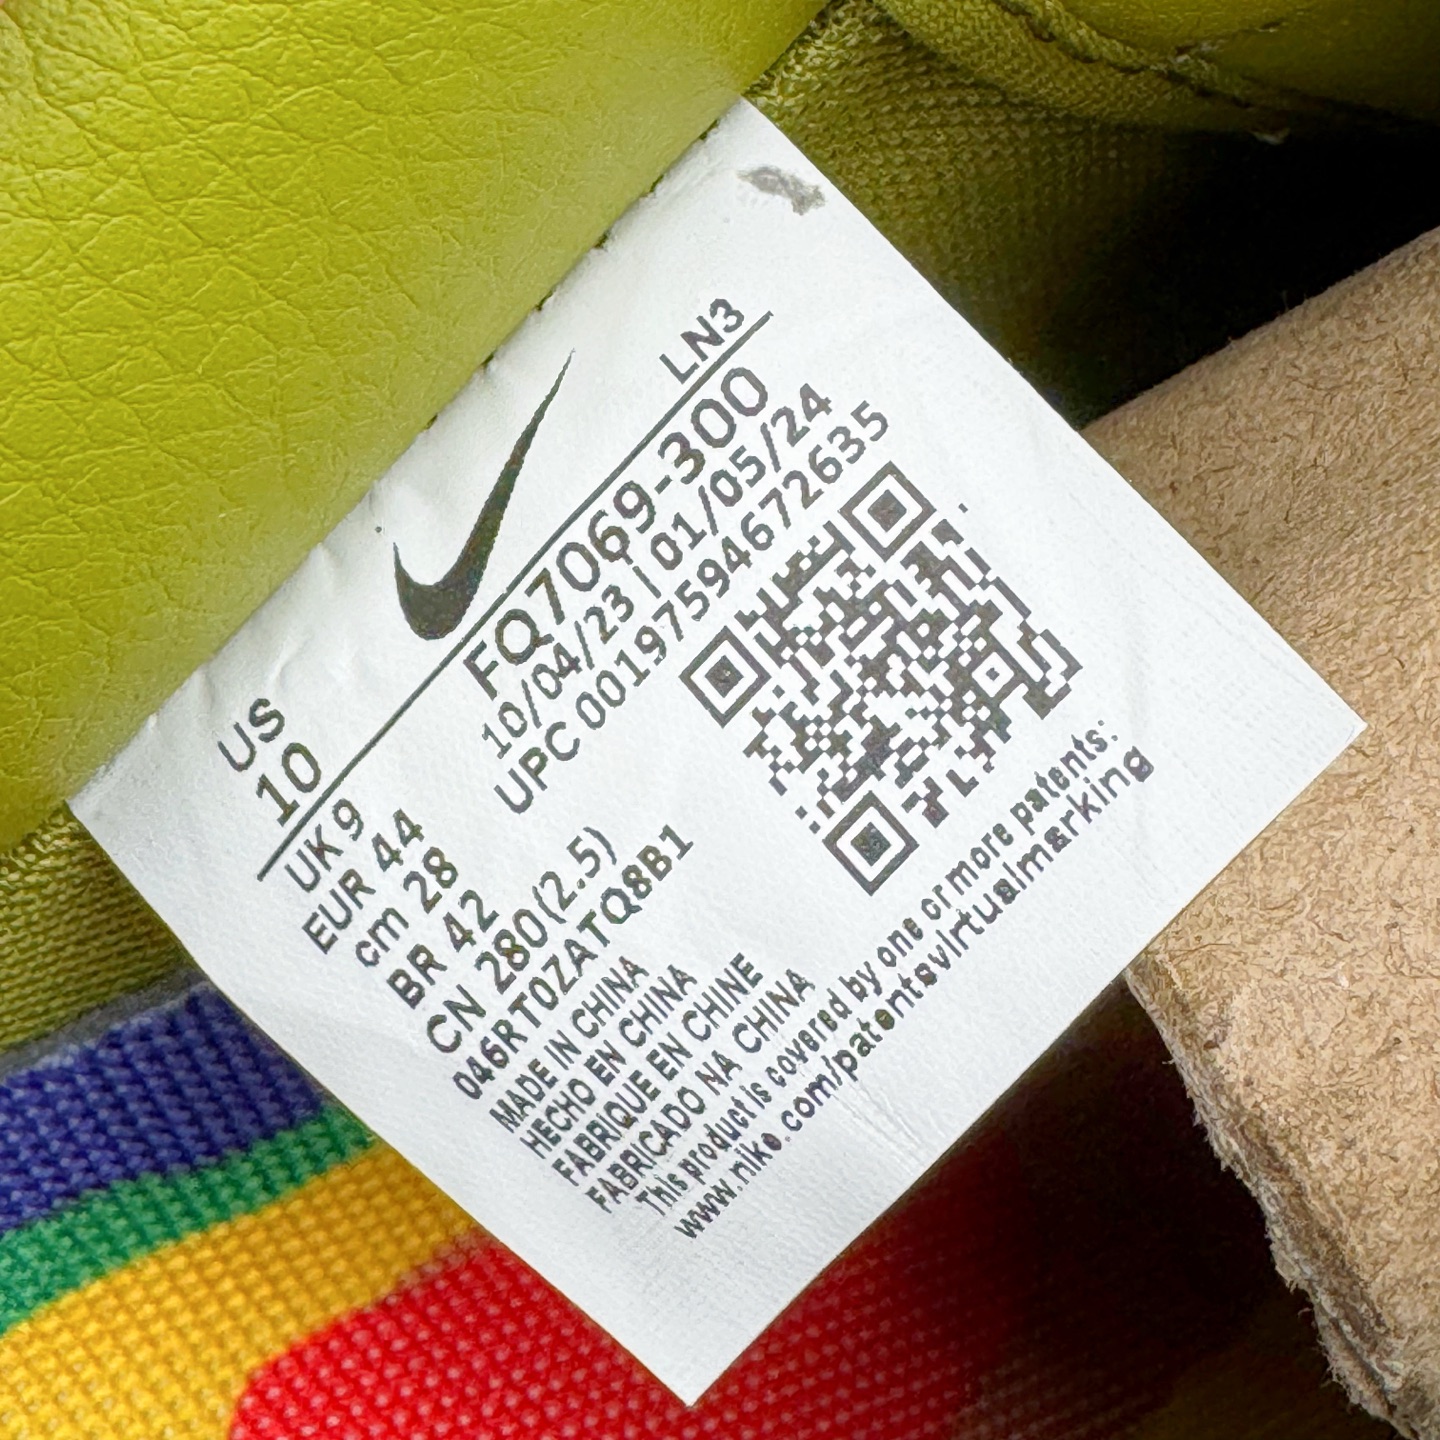 LN3
US
10
FQ7069-300
10/04/23 | 01/05/24
UPC 00197594672635
UK 9
EUR 44
cm 28
BR 42
CN 280(2.5)
046RT0ZATQ8B1
MADE IN CHINA
HECHO EN CHINA
FABRIQUE EN CHINE
FABRICADO NA CHINA
This product is covered by one or more patents:
www.nike.com/patentsvirtualmarking